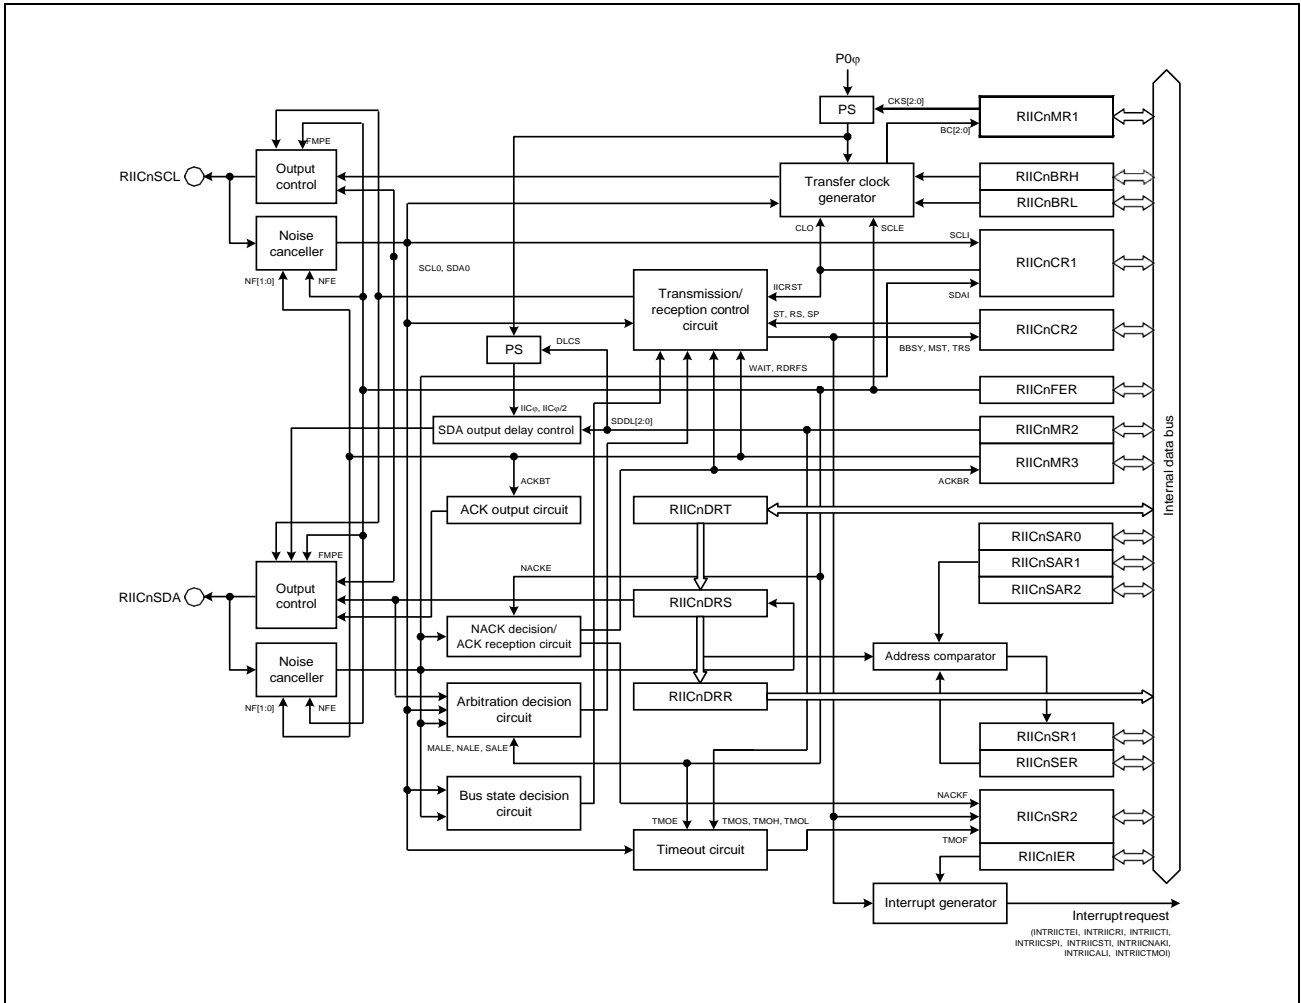 P0φ
PS
CKS[2:0]
RIICnMR1
BC[2:0]
FMPE
RIICnSCL
Output
control
Transfer clock
generator
RIICnBRH
RIICnBRL
Noise
canceller
CLO
SCLE
SCLI
RIICnCR1
NF[1:0]
NFE
SCL0, SDA0
Transmission/
reception control
circuit
IICRST
SDAI
ST, RS, SP
RIICnCR2
PS
DLCS
BBSY, MST, TRS
WAIT, RDRFS
RIICnFER
IICφ, IICφ/2
SDDL[2:0]
SDA output delay control
RIICnMR2
RIICnMR3
ACKBT
ACKBR
Internal data bus
ACK output circuit
RIICnDRT
RIICnSAR0
RIICnSAR1
RIICnSAR2
FMPE
NACKE
RIICnSDA
Output
control
RIICnDRS
NACK decision/
ACK reception circuit
Noise
canceller
Address comparator
RIICnDRR
Arbitration decision
circuit
NF[1:0]
NFE
MALE, NALE, SALE
RIICnSR1
RIICnSER
Bus state decision
circuit
NACKF
RIICnSR2
TMOE
TMOS, TMOH, TMOL
TMOF
Timeout circuit
RIICnIER
Interrupt generator
Interrupt request
(INTRIICTEI, INTRIICRI, INTRIICTI,
INTRIICSPI, INTRIICSTI, INTRIICNAKI,
INTRIICALI, INTRIICTMOI)